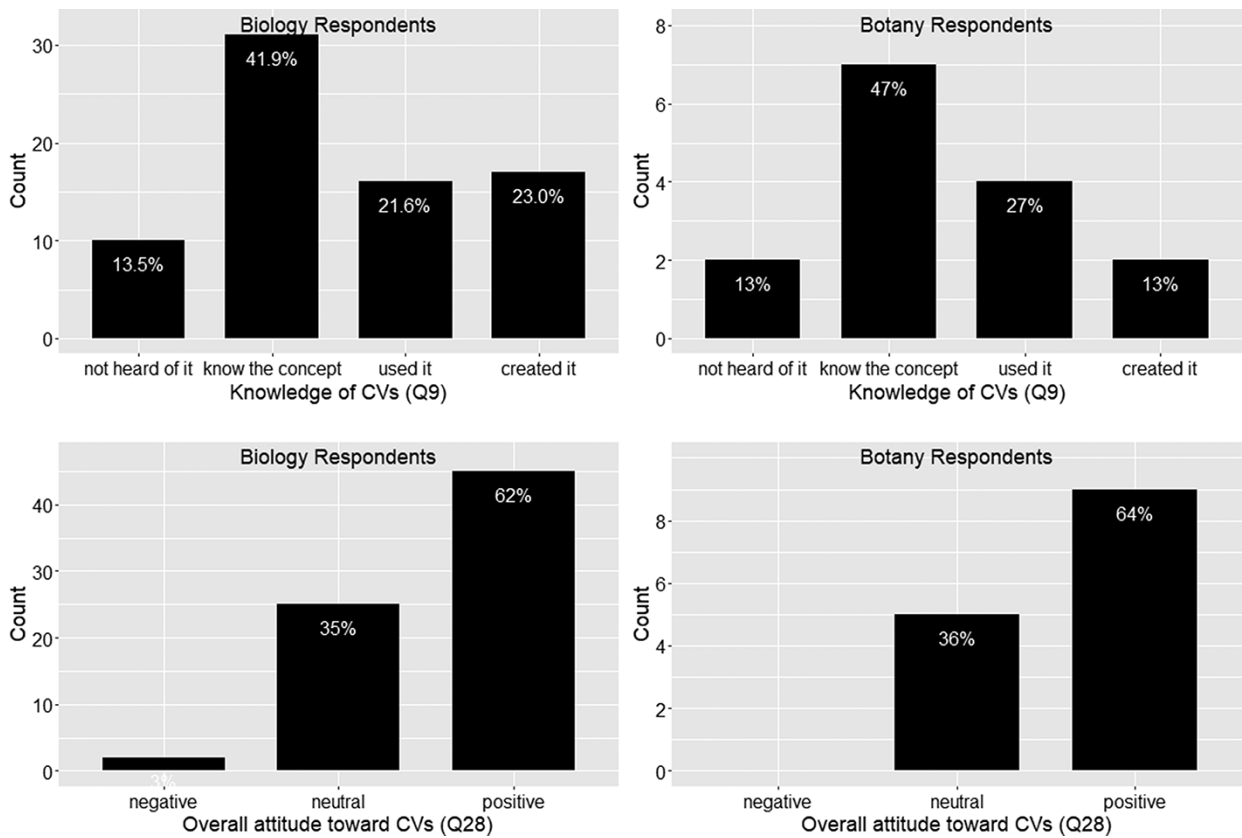 Biology Respondents
30
20
10
0
Count
41.9%
23.0%
21.6%
13.5%
not heard of it know the concept used it created it
Knowledge of CVs (Q9)
Botany Respondents
8
6
4
2
0
Count
47%
27%
13% 13%
not heard of it know the concept used it created it
Knowledge of CVs (Q9)
Biology Respondents
40
30
20
10
0
Count
62%
35%
3%
negative neutral positive
Overall attitude toward CVs (Q28)
Botany Respondents
8
6
4
2
0
Count
64%
36%
negative neutral positive
Overall attitude toward CVs (Q28)